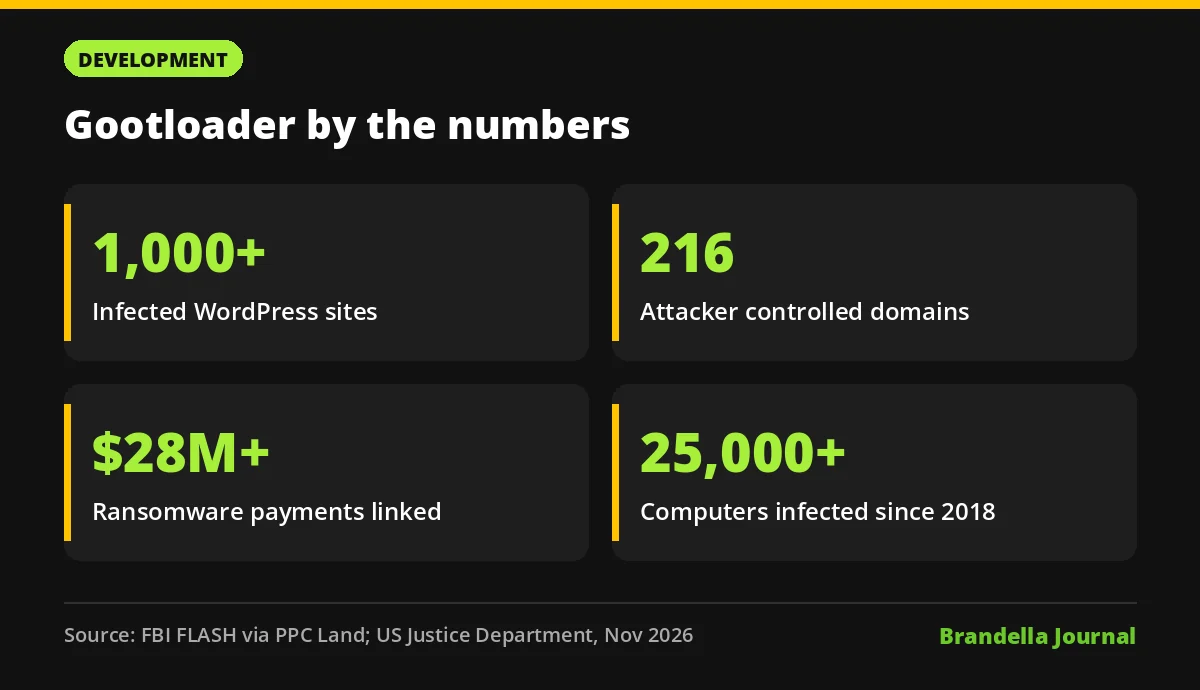 DEVELOPMENT
Gootloader by the numbers
1,000+
Infected WordPress sites
216
Attacker controlled domains
$28M+
Ransomware payments linked
25,000+
Computers infected since 2018
Source: FBI FLASH via PPC Land; US Justice Department, Nov 2026
Brandella Journal